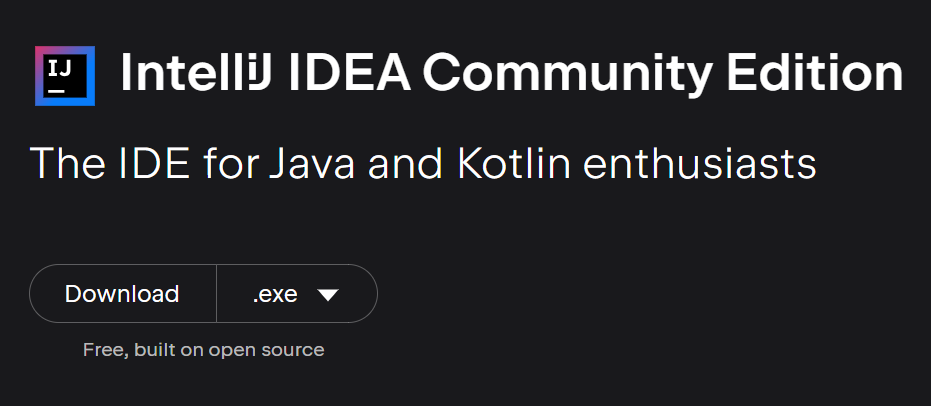 IJ
IntelliJ IDEA Community Edition
The IDE for Java and Kotlin enthusiasts
Download
.exe
Free, built on open source